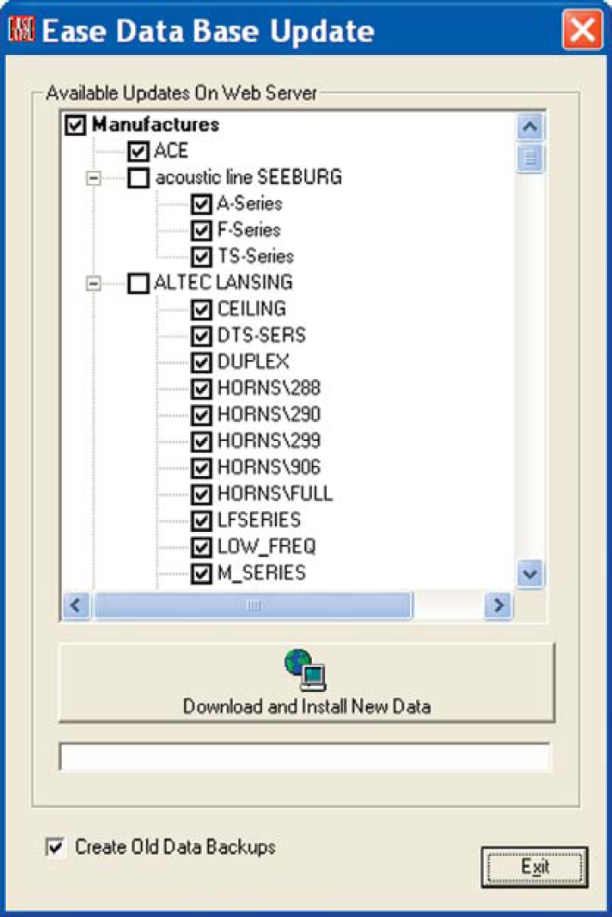 Ease Data Base Update
Available Updates On Web Server
Manufactures
ACE
acoustic line SEEBURG
A-Series
F-Series
TS-Series
ALTEC LANSING
CEILING
DTS-SERS
DUPLEX
HORNS\288
HORNS\290
HORNS\299
HORNS\906
HORNS\FULL
LFSERIES
LOW_FREQ
M_SERIES
Download and Install New Data
Create Old Data Backups
Exit